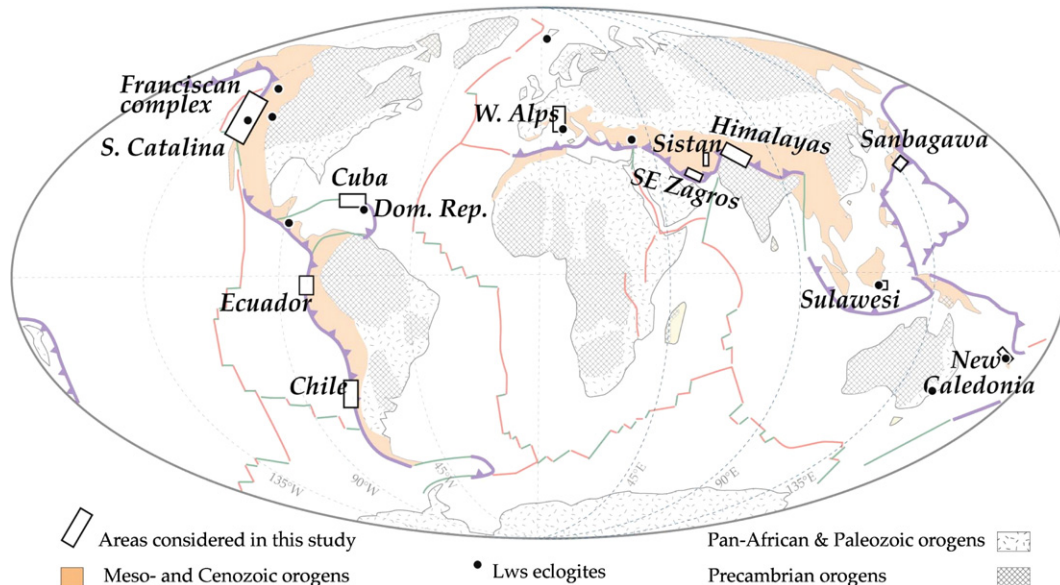 Franciscan
complex
S. Catalina
W. Alps
Sistan
Himalayas
Sanbagawa
SE Zagros
Cuba
Dom. Rep.
Ecuador
Sulawesi
Chile
New
Caledonia
135°W
90°W
45°W
45°E
90°E
135°E
Areas considered in this study
Pan-African & Paleozoic orogens
Meso- and Cenozoic orogens
Lws eclogites
Precambrian orogens